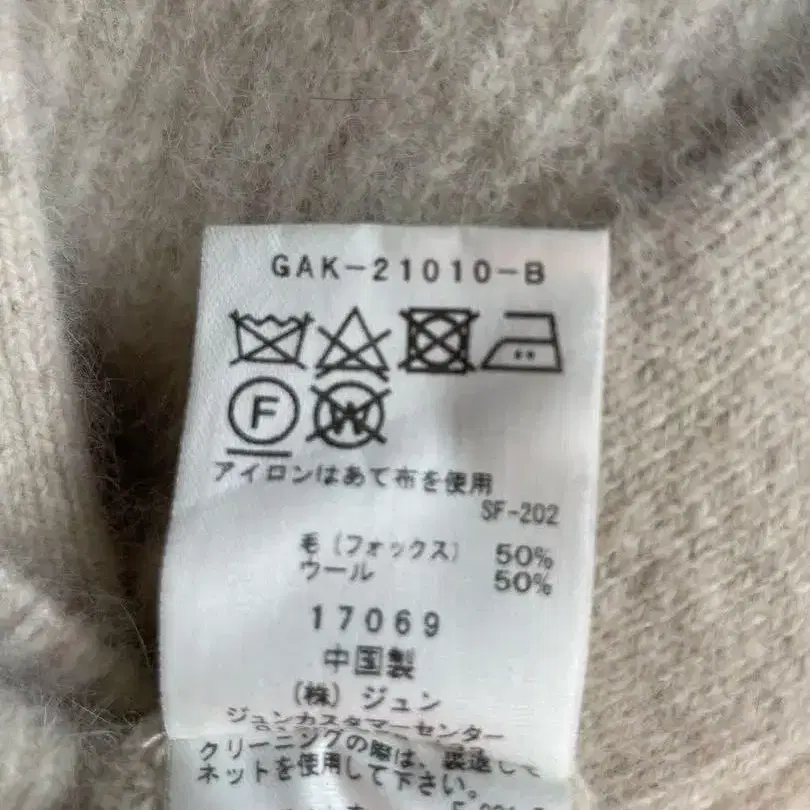 GAK-21010-B
F
W
アイロンはあて布を使用
SF-202
毛(フォックス) 50%
ウール 50%
17069
中国製
(株)ジュン
ジュンカスタマーセンター
クリーニングの際は、裏返して
ネットを使用して下さい。